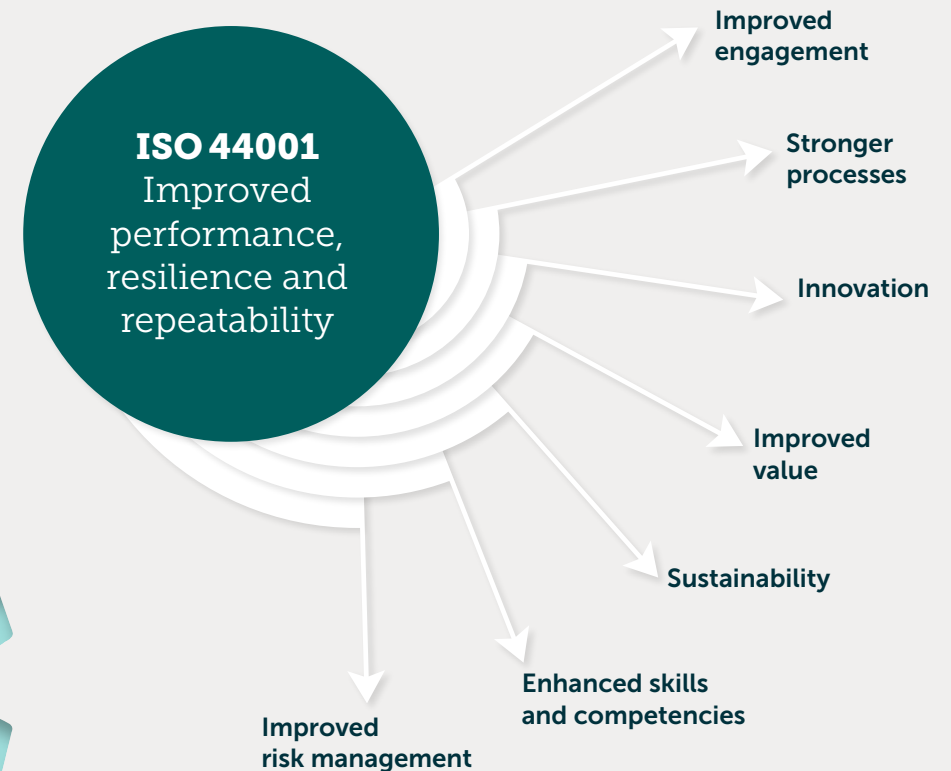 ISO 44001
Improved
performance,
resilience and
repeatability
Improved
engagement
Stronger
processes
Innovation
Improved
value
Sustainability
Enhanced skills
and competencies
Improved
risk management